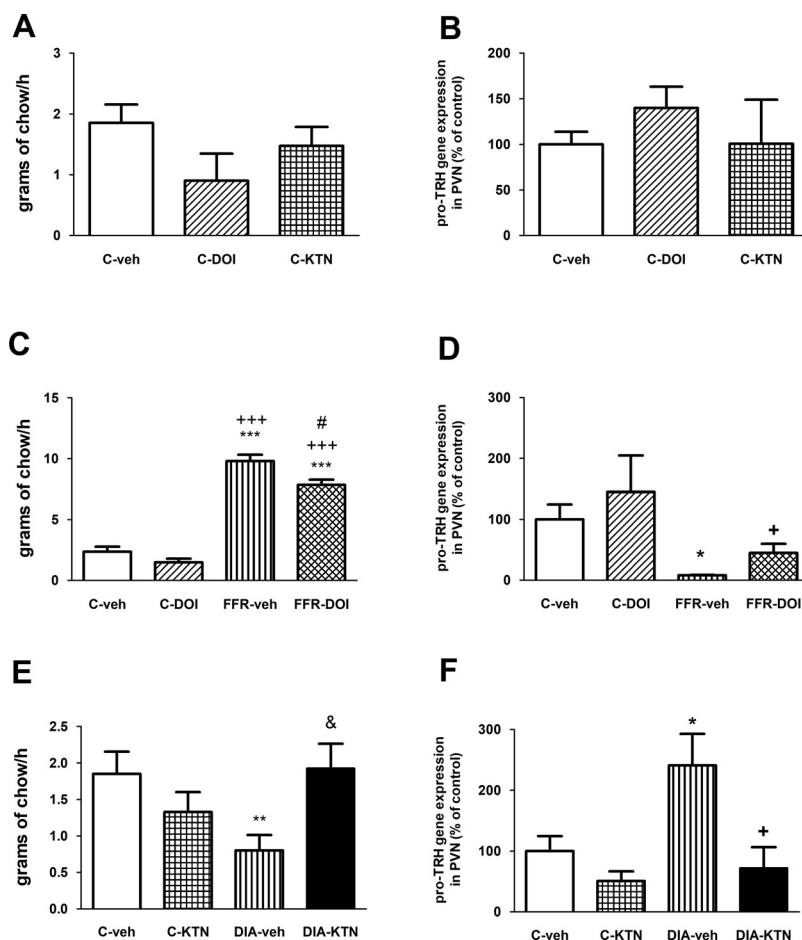 A
grams of chow/h
3
2
1
0
C-veh C-DOI C-KTN
B
pro-TRH gene expression
in PVN (% of control)
200
150
100
50
0
C-veh C-DOI C-KTN
C
grams of chow/h
15
10
5
0
+++
***
#
+++
***
C-veh C-DOI FFR-veh FFR-DOI
D
pro-TRH gene expression
in PVN (% of control)
300
200
100
0
*
+
C-veh C-DOI FFR-veh FFR-DOI
E
grams of chow/h
2.5
2.0
1.5
1.0
0.5
0.0
**
&
C-veh C-KTN DIA-veh DIA-KTN
F
pro-TRH gene expression
in PVN (% of control)
300
200
100
0
*
+
C-veh C-KTN DIA-veh DIA-KTN